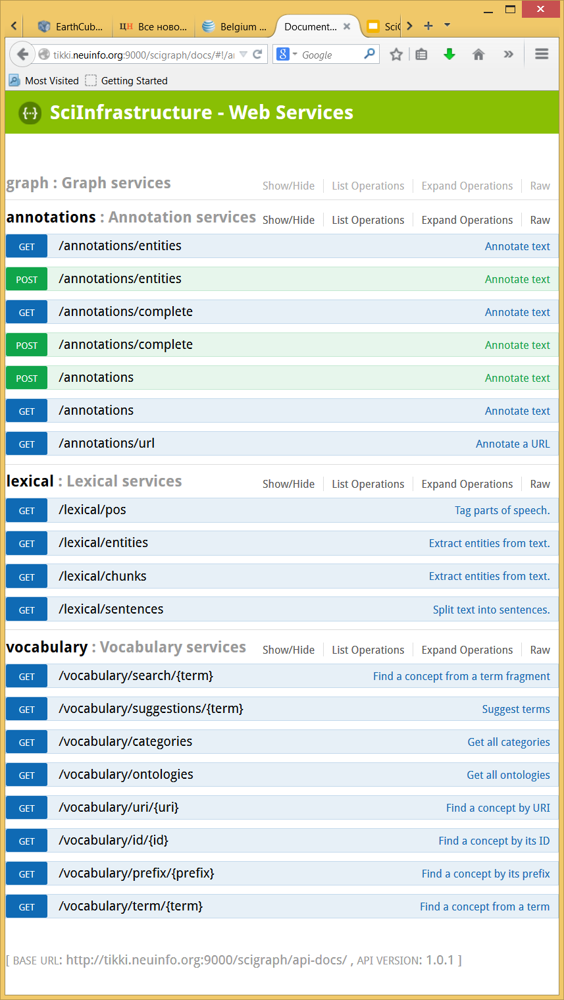 EarthCub...
ЦН Все ново...
Belgium ...
Document...
SciG
tikki.neuinfo.org:9000/scigraph/docs/#!/a
Google
Most Visited Getting Started
SciInfrastructure - Web Services
graph : Graph services Show/Hide List Operations Expand Operations Raw
annotations : Annotation services Show/Hide List Operations Expand Operations Raw
GET /annotations/entities Annotate text
POST /annotations/entities Annotate text
GET /annotations/complete Annotate text
POST /annotations/complete Annotate text
POST /annotations Annotate text
GET /annotations Annotate text
GET /annotations/url Annotate a URL
lexical : Lexical services Show/Hide List Operations Expand Operations Raw
GET /lexical/pos Tag parts of speech.
GET /lexical/entities Extract entities from text.
GET /lexical/chunks Extract entities from text.
GET /lexical/sentences Split text into sentences.
vocabulary : Vocabulary services Show/Hide List Operations Expand Operations Raw
GET /vocabulary/search/{term} Find a concept from a term fragment
GET /vocabulary/suggestions/{term} Suggest terms
GET /vocabulary/categories Get all categories
GET /vocabulary/ontologies Get all ontologies
GET /vocabulary/uri/{uri} Find a concept by URI
GET /vocabulary/id/{id} Find a concept by its ID
GET /vocabulary/prefix/{prefix} Find a concept by its prefix
GET /vocabulary/term/{term} Find a concept from a term
[ BASE URL: http://tikki.neuinfo.org:9000/scigraph/api-docs/ , API VERSION: 1.0.1 ]